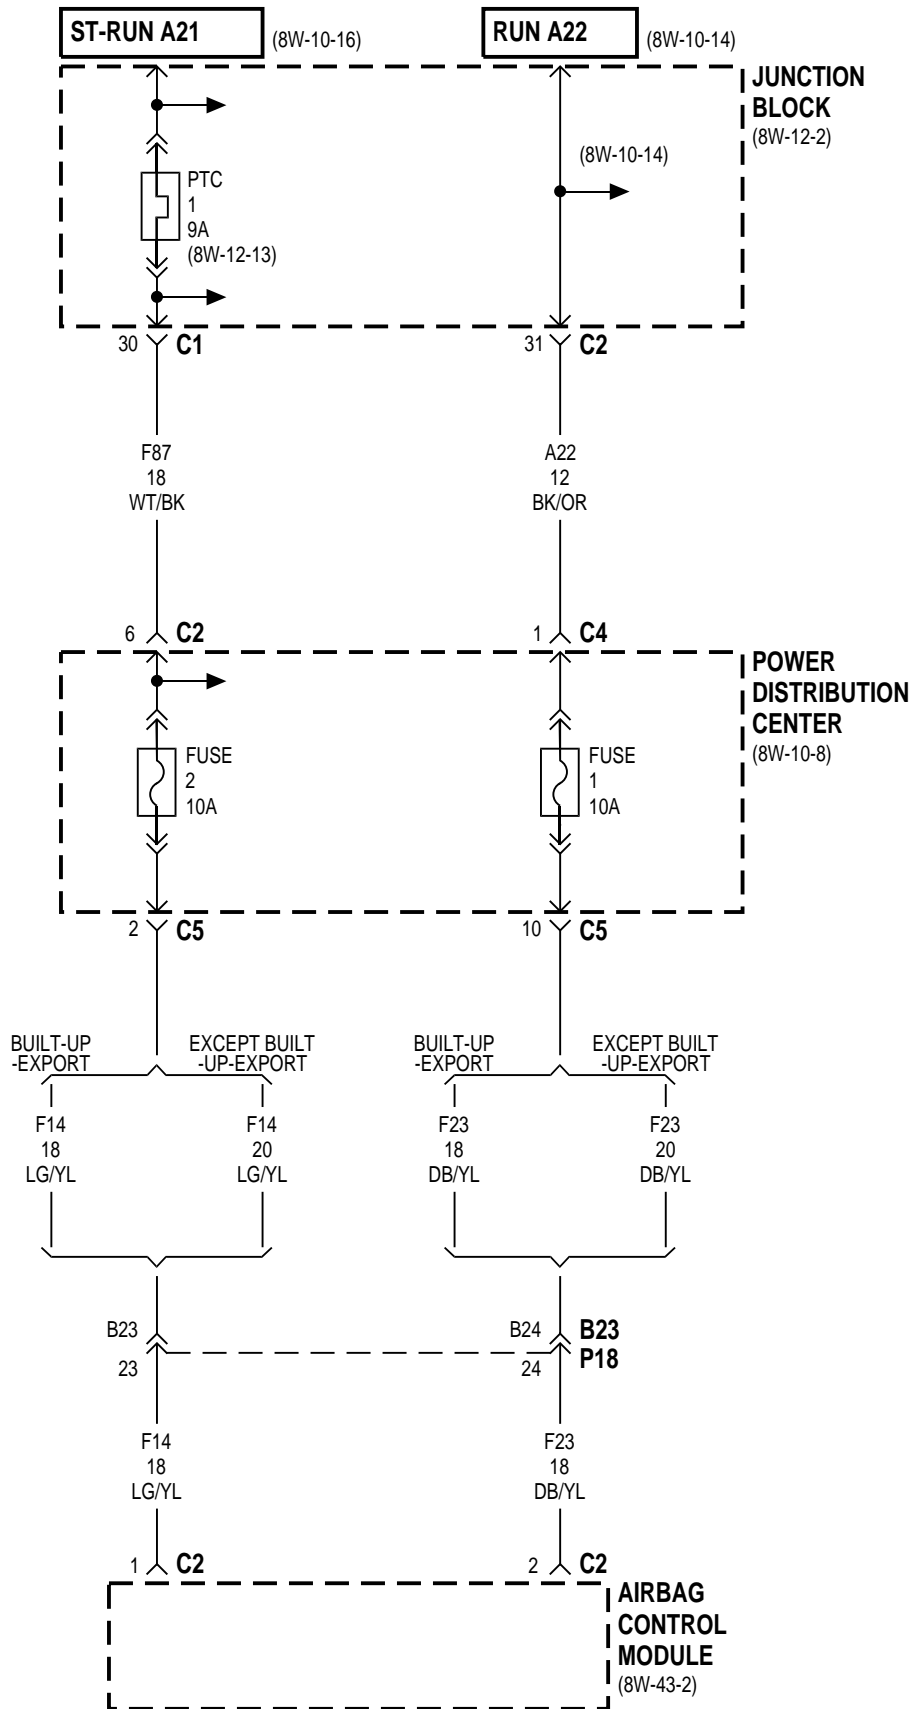 ST-RUN A21 (8W-10-16)
RUN A22 (8W-10-14)
JUNCTION
BLOCK
(8W-12-2)
(8W-10-14)
PTC
1
9A
(8W-12-13)
30 C1
31 C2
F87
18
WT/BK
A22
12
BK/OR
6 C2
1 C4
POWER
DISTRIBUTION
CENTER
(8W-10-8)
FUSE
2
10A
FUSE
1
10A
2 C5
10 C5
BUILT-UP
-EXPORT
EXCEPT BUILT
-UP-EXPORT
BUILT-UP
-EXPORT
EXCEPT BUILT
-UP-EXPORT
F14
18
LG/YL
F14
20
LG/YL
F23
18
DB/YL
F23
20
DB/YL
B23
B24 B23
23
24 P18
F14
18
LG/YL
F23
18
DB/YL
1 C2
2 C2
AIRBAG
CONTROL
MODULE
(8W-43-2)